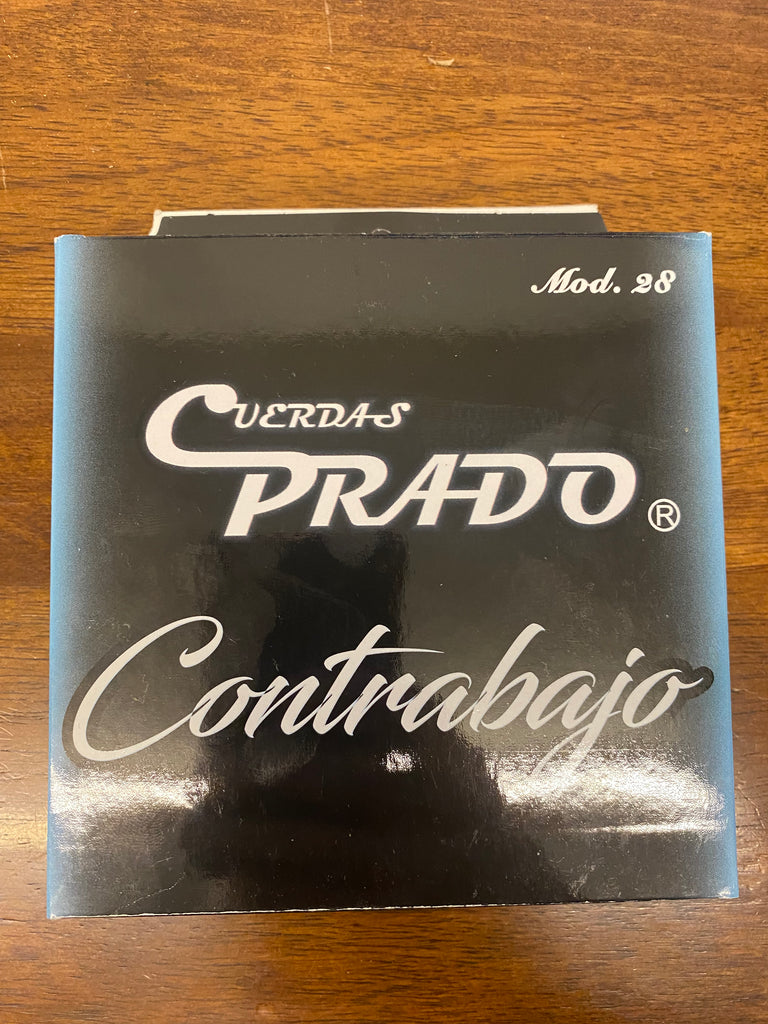 Mod. 28
CUERDAS
PRADO ®
Contrabajo